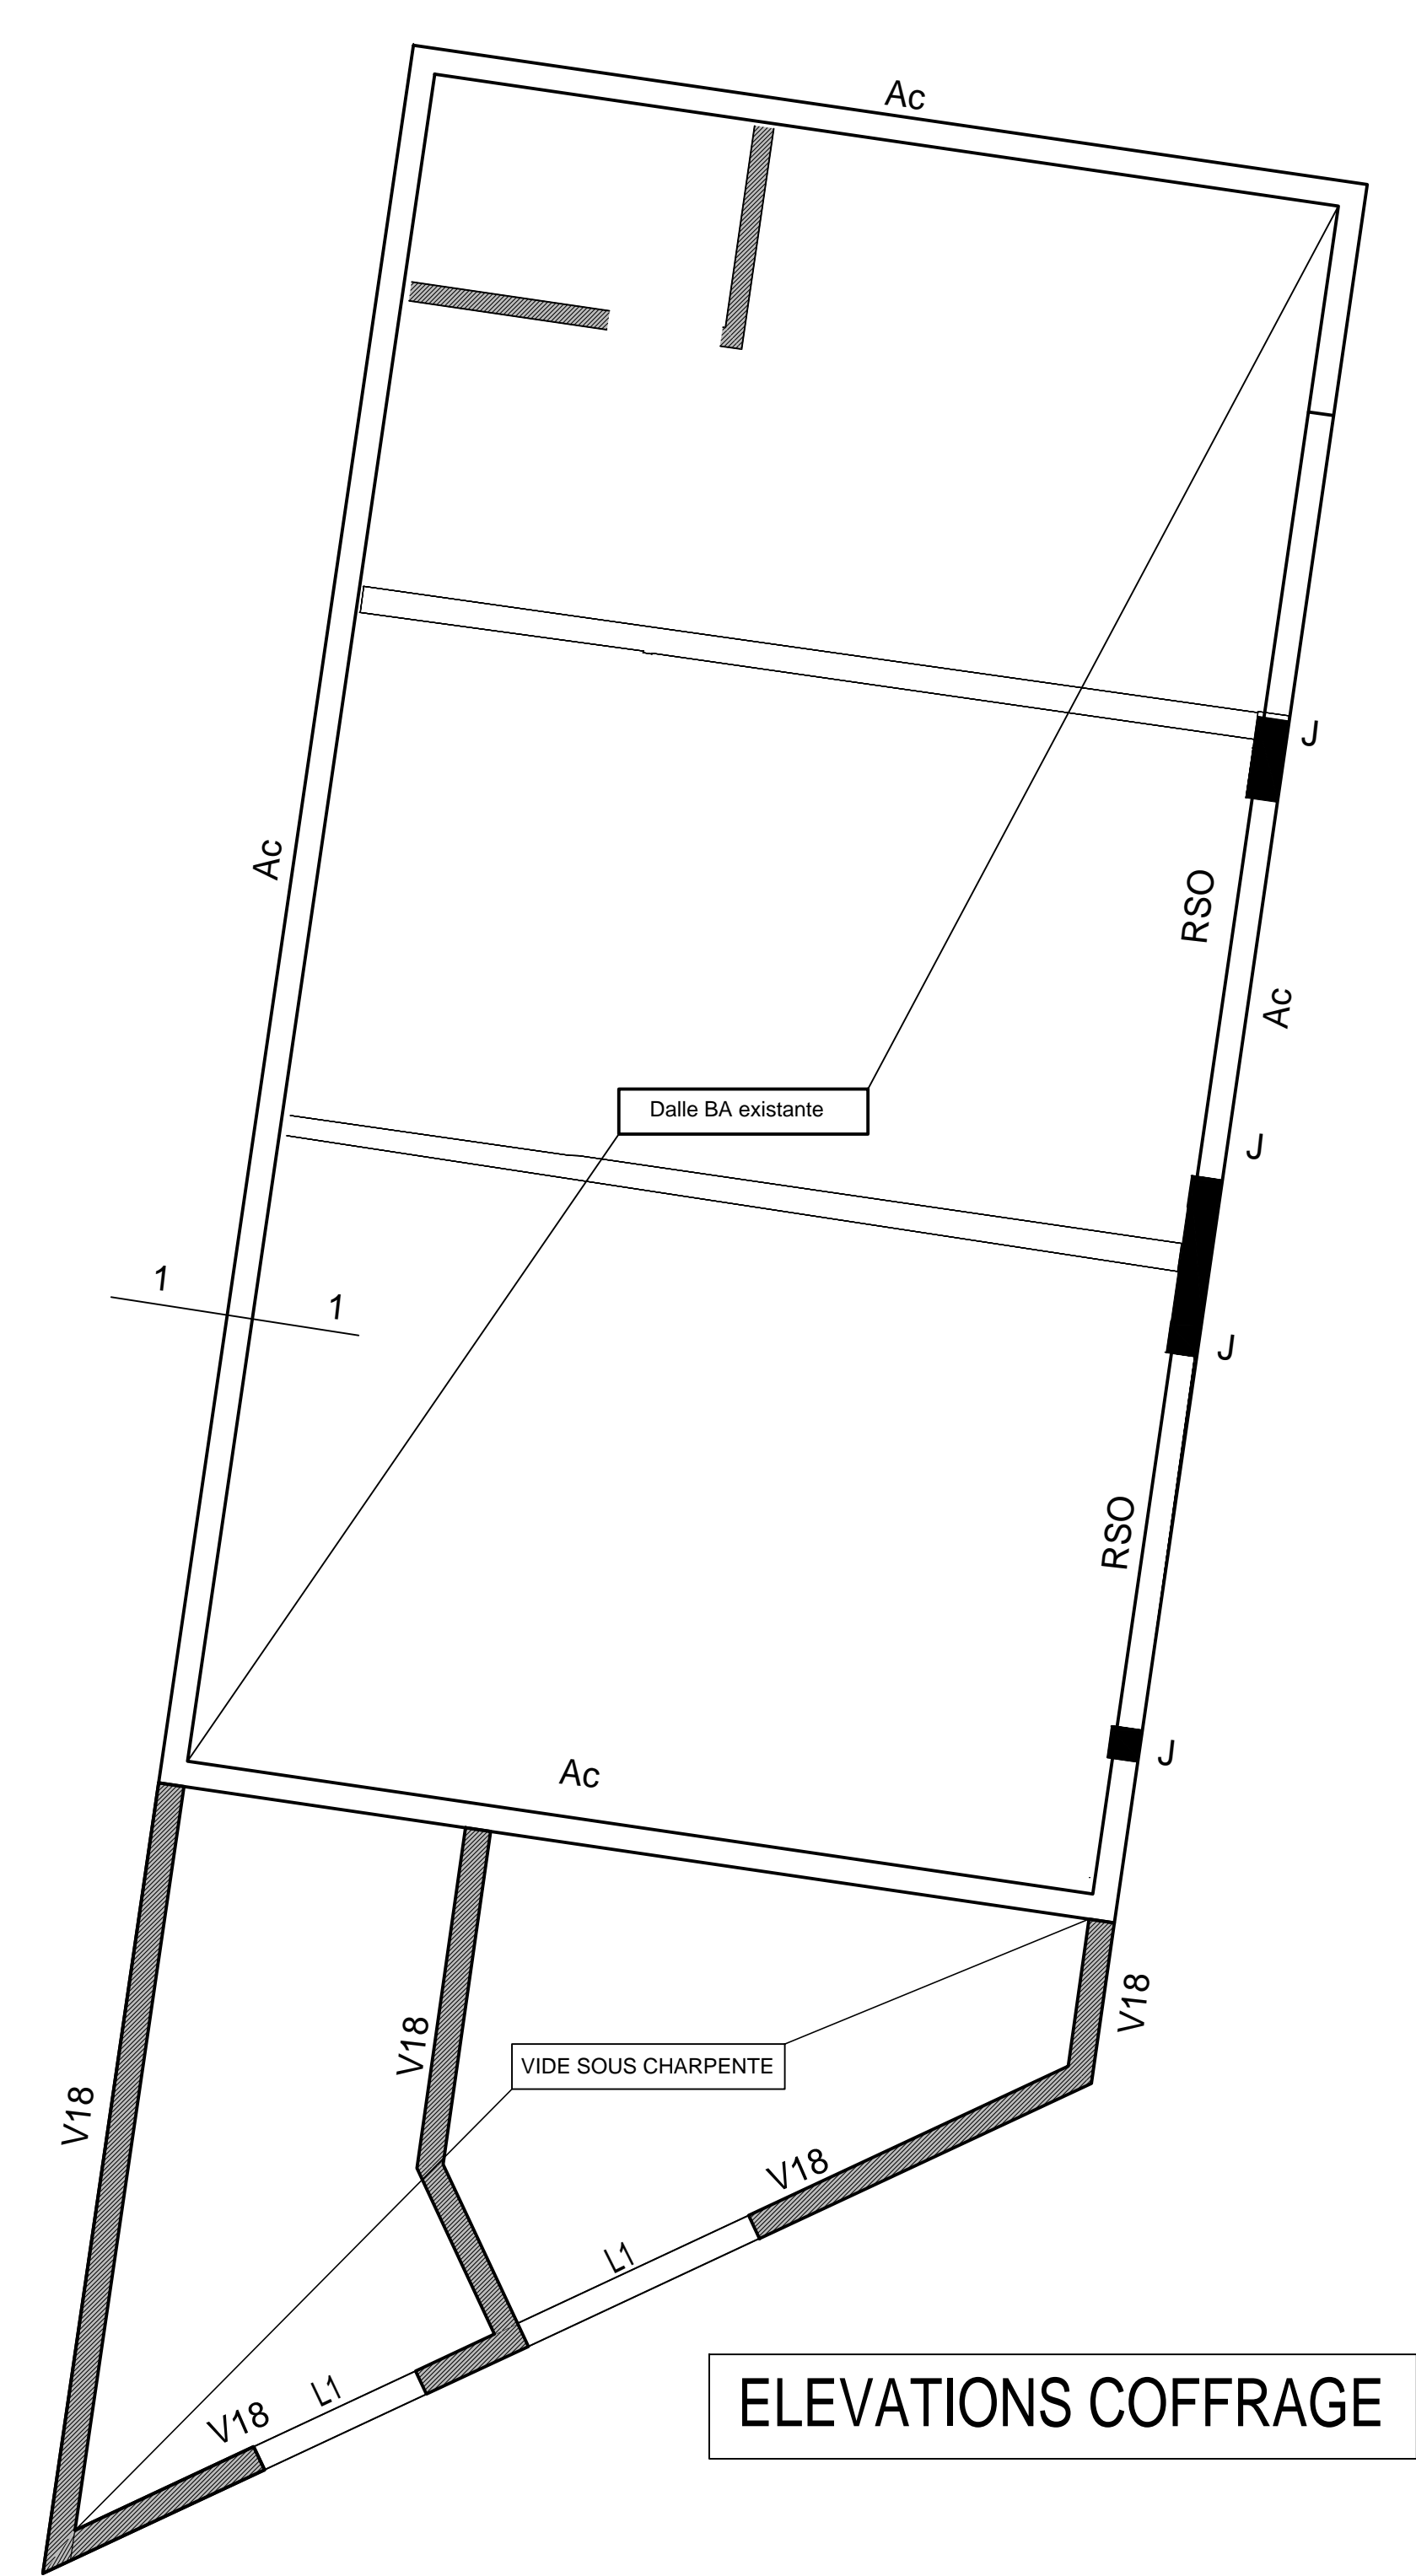 Ac
J
Ac
RSO
Ac
Dalle BA existante
J
1
1
J
RSO
J
Ac
V18
V18
VIDE SOUS CHARPENTE
V18
V18
L1
L1
V18
ELEVATIONS COFFRAGE